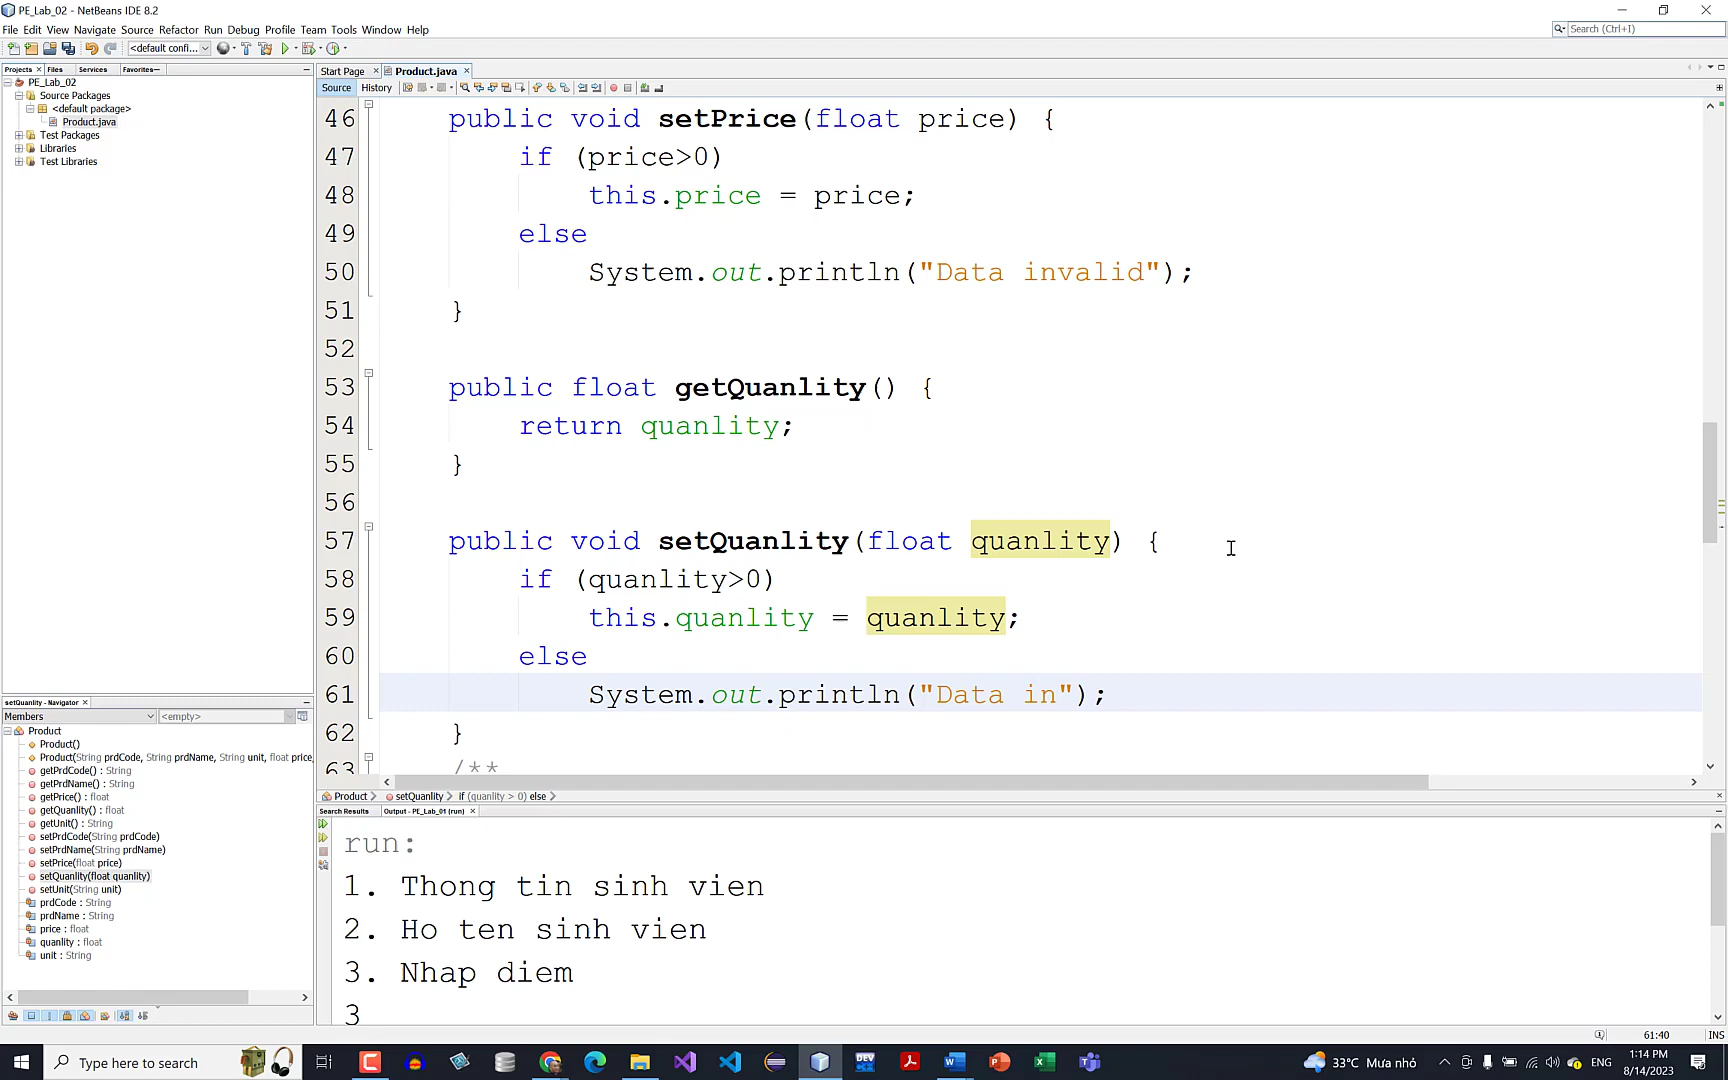 PE_Lab_02 - NetBeans IDE 8.2
File Edit View Navigate Source Refactor Run Debug Profile Team Tools Window Help
Search (Ctrl+I)
<default confi...
Projects Files Services Favorites
Start Page Product.java
Source History
PE_Lab_02
Source Packages
<default package>
Product.java
Test Packages
Libraries
Test Libraries
46 public void setPrice(float price) {
47 if (price>0)
48 this.price = price;
49 else
50 System.out.println("Data invalid");
51 }
52
53 public float getQuanlity() {
54 return quanlity;
55 }
56
57 public void setQuanlity(float quanlity) {
58 if (quanlity>0)
59 this.quanlity = quanlity;
60 else
61 System.out.println("Data in");
62 }
63 /**
Product setQuanlity if (quanlity > 0) else
setQuanlity - Navigator
Members <empty>
Product
Product()
Product(String prdCode, String prdName, String unit, float price,
getPrdCode() : String
getPrdName() : String
getPrice() : float
getQuanlity() : float
getUnit() : String
setPrdCode(String prdCode)
setPrdName(String prdName)
setPrice(float price)
setQuanlity(float quanlity)
setUnit(String unit)
prdCode : String
prdName : String
price : float
quanlity : float
unit : String
Search Results Output - PE_Lab_01 (run)
run:
1. Thong tin sinh vien
2. Ho ten sinh vien
3. Nhap diem
3
61:40 INS
Type here to search
DEV
33°C Mưa nhỏ
ENG
1:14 PM
8/14/2023